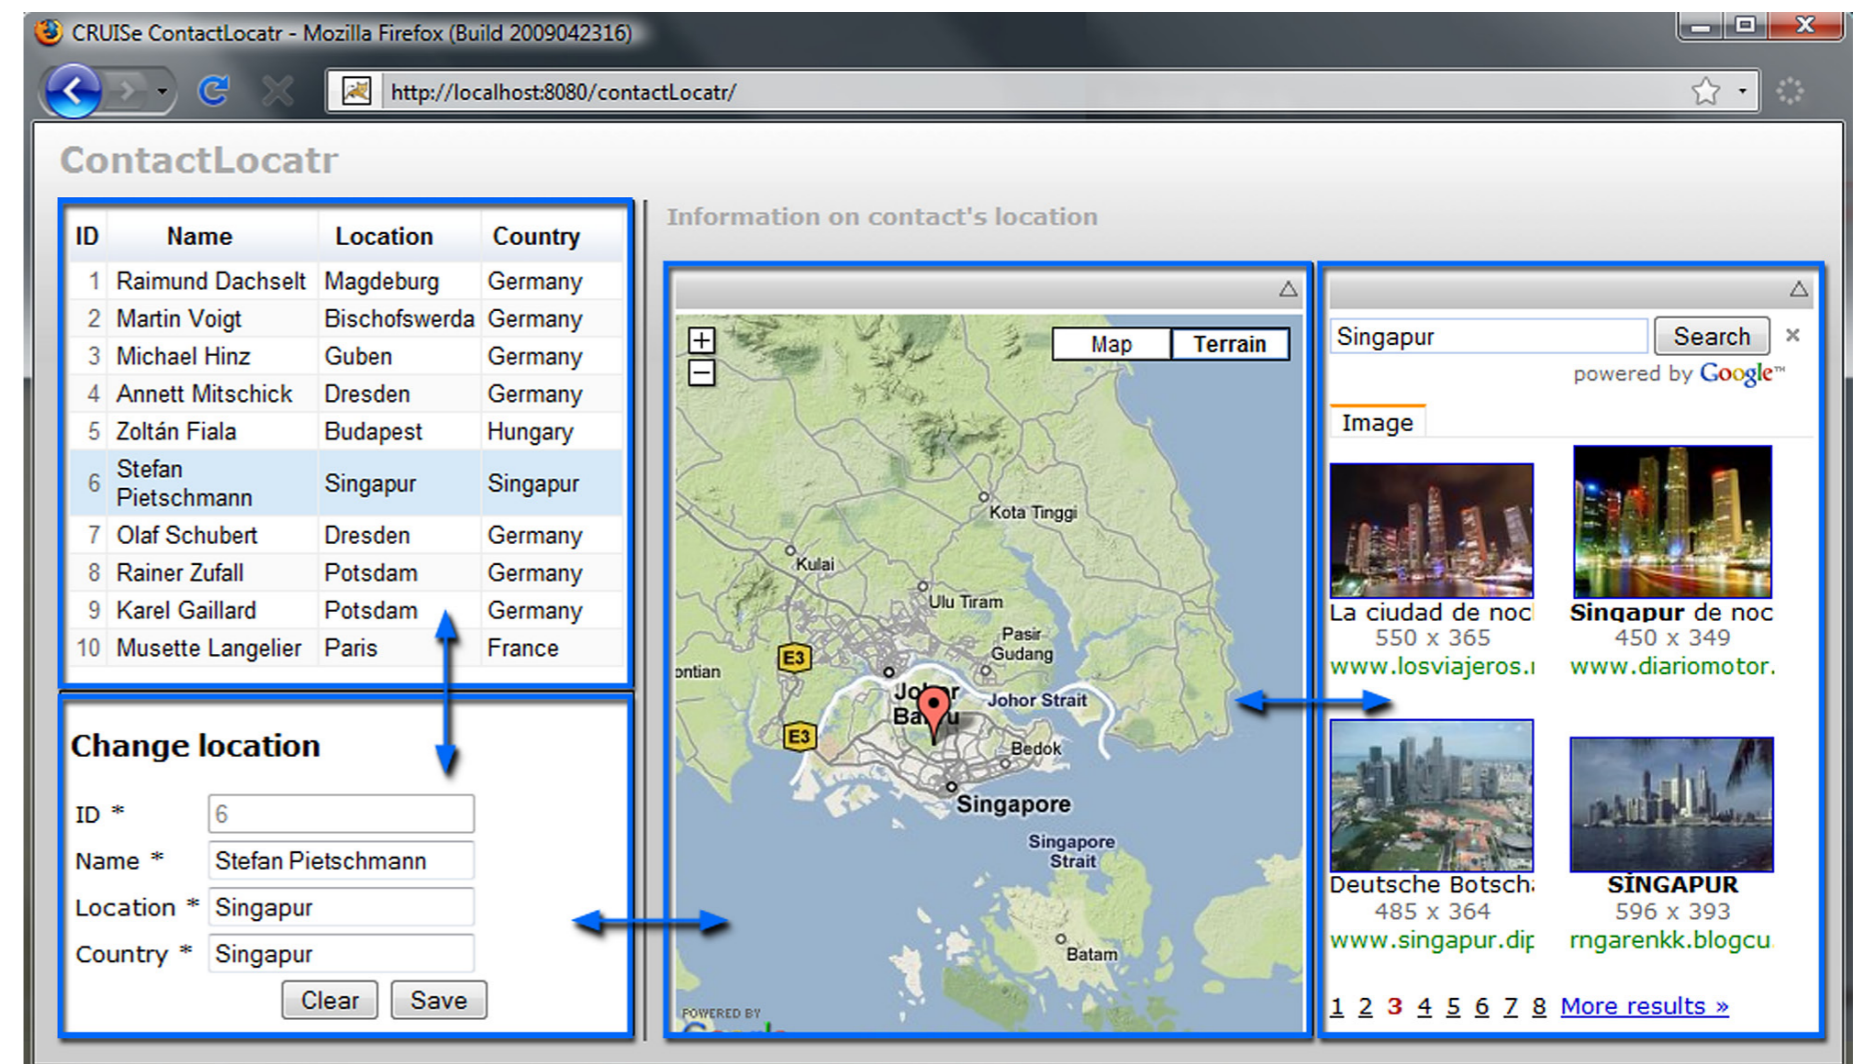 CRUISe ContactLocatr - Mozilla Firefox (Build 2009042316)
http://localhost:8080/contactLocatr/
ContactLocatr
ID Name Location Country
1 Raimund Dachselt Magdeburg Germany
2 Martin Voigt Bischofswerda Germany
3 Michael Hinz Guben Germany
4 Annett Mitschick Dresden Germany
5 Zoltán Fiala Budapest Hungary
6 Stefan Pietschmann Singapur Singapur
7 Olaf Schubert Dresden Germany
8 Rainer Zufall Potsdam Germany
9 Karel Gaillard Potsdam Germany
10 Musette Langelier Paris France
Change location
ID * 6
Name * Stefan Pietschmann
Location * Singapur
Country * Singapur
Clear Save
Information on contact's location
Map Terrain
Kota Tinggi
Kulai
Ulu Tiram
Pasir
Gudang
E3
ontian
Johor
Bahru
Johor Strait
E3
Bedok
Singapore
Singapore
Strait
Batam
POWERED BY
Google
Singapur Search
powered by Google™
Image
La ciudad de noc
550 x 365
www.losviajeros.
Singapur de noc
450 x 349
www.diariomotor.
Deutsche Botsch
485 x 364
www.singapur.dip
SINGAPUR
596 x 393
rngarenkk.blogcu
1 2 3 4 5 6 7 8 More results »